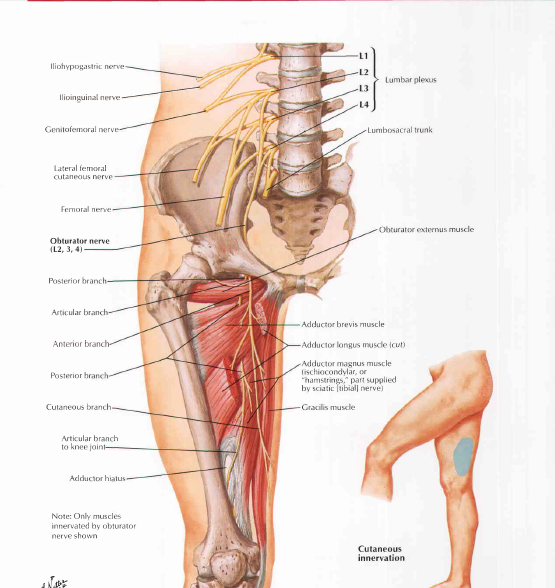 Iliohypogastric nerve
Ilioinguinal nerve
Genitofemoral nerve
Lateral femoral
cutaneous nerve
Femoral nerve
Obturator nerve
(L2, 3, 4)
Posterior branch
Articular branch
Anterior branch
Posterior branch
Cutaneous branch
Articular branch
to knee joint
Adductor hiatus
Note: Only muscles
innervated by obturator
nerve shown
L1
L2
L3
L4
Lumbar plexus
Lumbosacral trunk
Obturator externus muscle
Adductor brevis muscle
Adductor longus muscle (cut)
Adductor magnus muscle
(ischiocondylar, or
"hamstrings," part supplied
by sciatic [tibial] nerve)
Gracilis muscle
Cutaneous
innervation